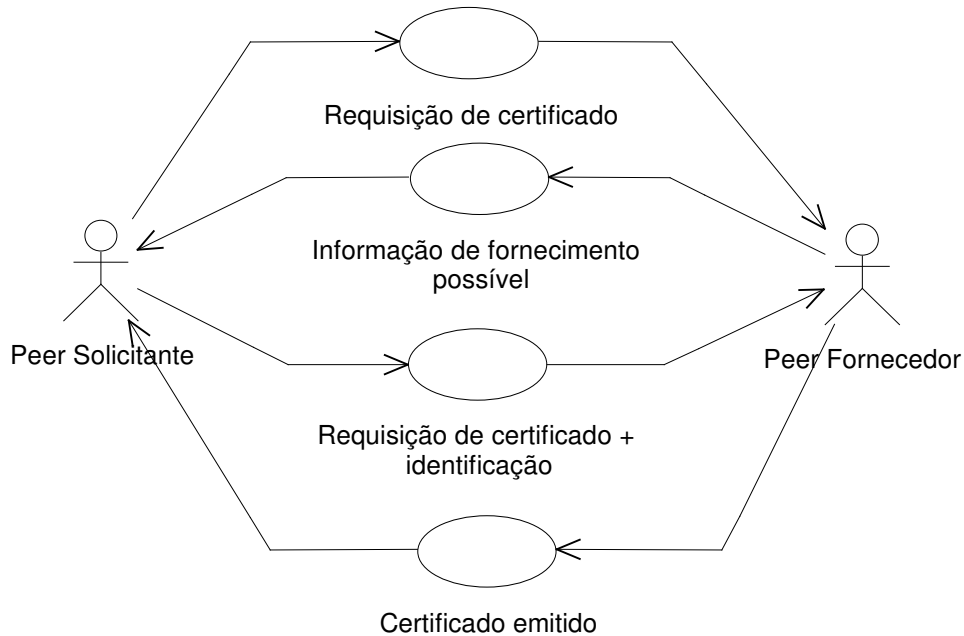 Requisição de certificado
Informação de fornecimento
possível
Peer Solicitante
Peer Fornecedor
Requisição de certificado +
identificação
Certificado emitido